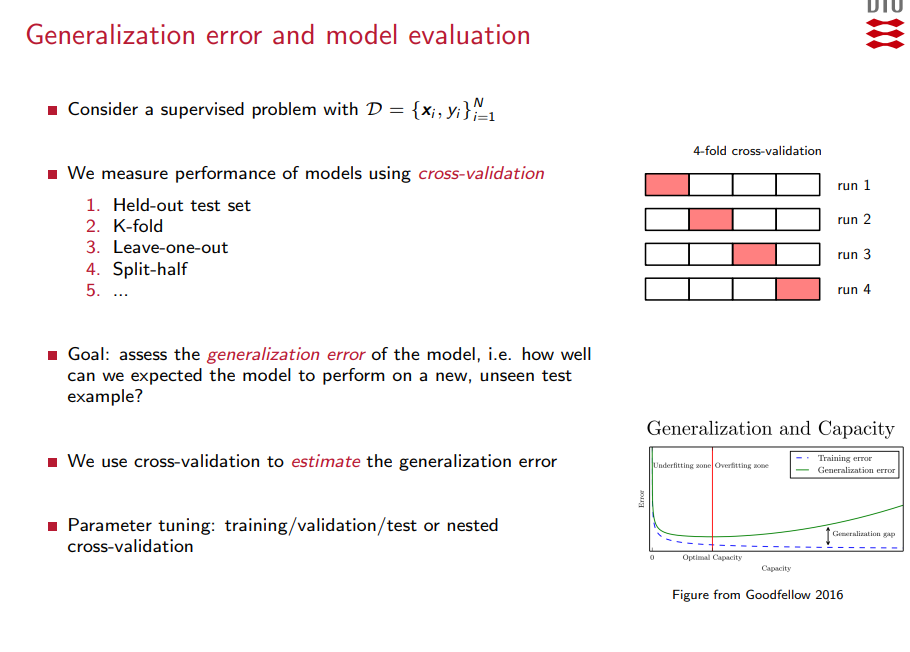 DTU
Generalization error and model evaluation
■ Consider a supervised problem with 𝒟 = {𝒙ᵢ, yᵢ}ᴺᵢ₌₁
■ We measure performance of models using cross-validation
1. Held-out test set
2. K-fold
3. Leave-one-out
4. Split-half
5. ...
4-fold cross-validation
run 1
run 2
run 3
run 4
■ Goal: assess the generalization error of the model, i.e. how well
can we expected the model to perform on a new, unseen test
example?
■ We use cross-validation to estimate the generalization error
■ Parameter tuning: training/validation/test or nested
cross-validation
Generalization and Capacity
Underfitting zone Overfitting zone
Training error
Generalization error
Error
Generalization gap
0 Optimal Capacity
Capacity
Figure from Goodfellow 2016